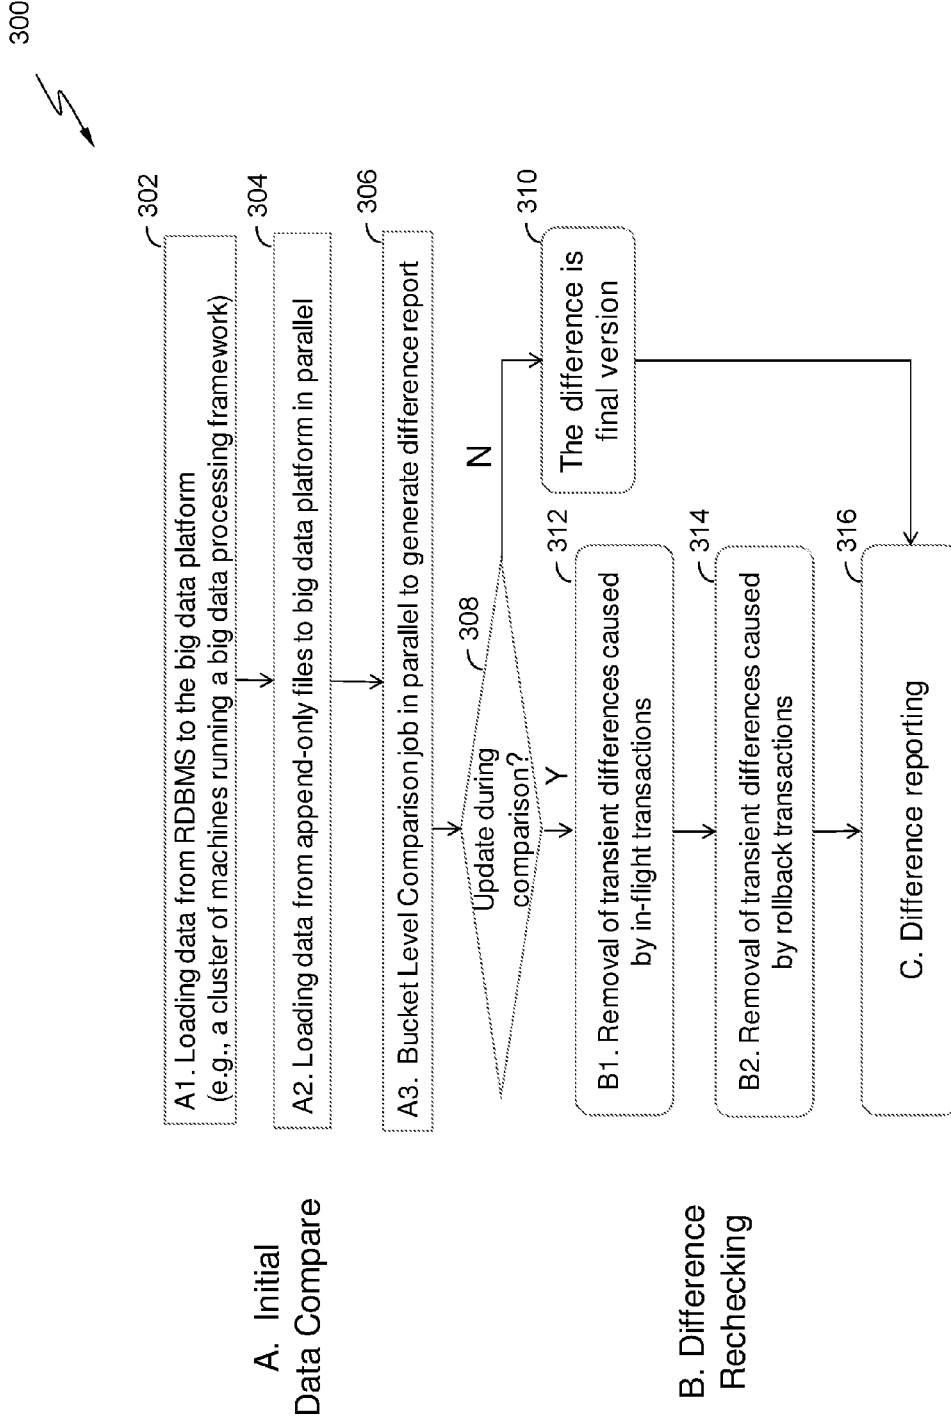 300
302
A1. Loading data from RDBMS to the big data platform
(e.g., a cluster of machines running a big data processing framework)
304
A2. Loading data from append-only files to big data platform in parallel
306
A3. Bucket Level Comparison job in parallel to generate difference report
A. Initial
Data Compare
308
Update during
comparison?
N
310
The difference is
final version
Y
312
B1. Removal of transient differences caused
by in-flight transactions
314
B2. Removal of transient differences caused
by rollback transactions
B. Difference
Rechecking
316
C. Difference reporting